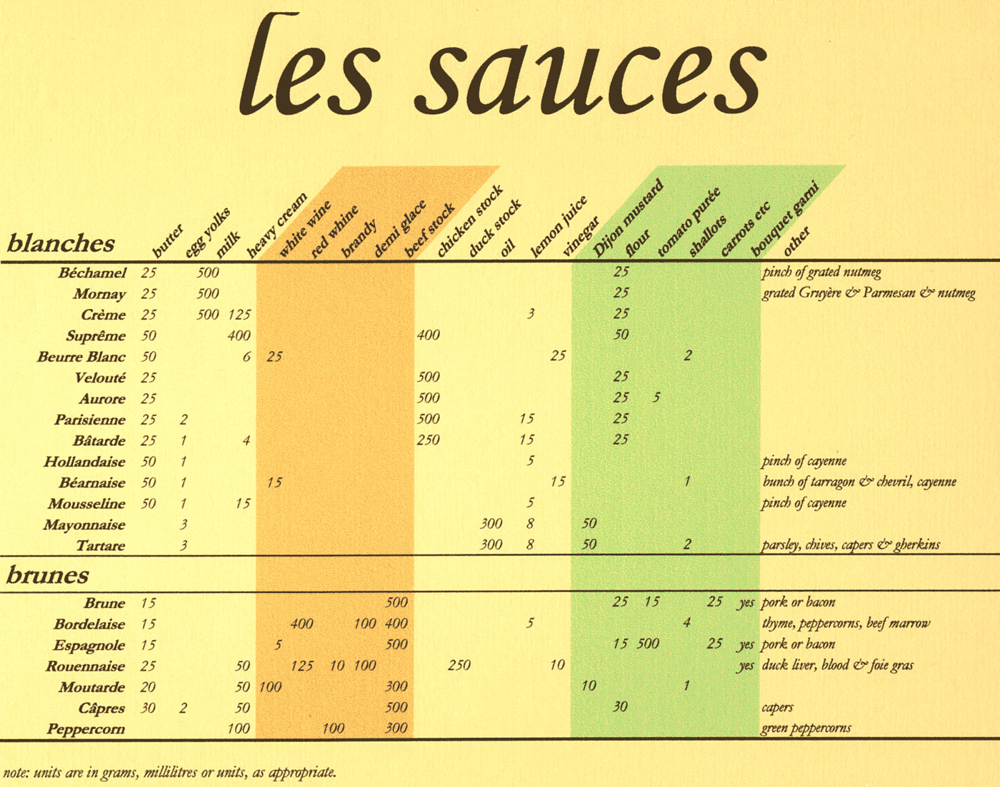 les sauces
blanches butter egg yolks milk heavy cream white wine red whine brandy demi glace beef stock chicken stock duck stock oil lemon juice vinegar Dijon mustard flour tomato purée shallots carrots etc bouquet garni other
Béchamel 25 500 25 pinch of grated nutmeg
Mornay 25 500 25 grated Gruyère & Parmesan & nutmeg
Crème 25 500 125 3 25
Suprême 50 400 400 50
Beurre Blanc 50 6 25 25 2
Velouté 25 500 25
Aurore 25 500 25 5
Parisienne 25 2 500 15 25
Bâtarde 25 1 4 250 15 25
Hollandaise 50 1 5 pinch of cayenne
Béarnaise 50 1 15 15 1 bunch of tarragon & chevril, cayenne
Mousseline 50 1 15 5 pinch of cayenne
Mayonnaise 3 300 8 50
Tartare 3 300 8 50 2 parsley, chives, capers & gherkins
brunes
Brune 15 500 25 15 25 yes pork or bacon
Bordelaise 15 400 100 400 5 4 thyme, peppercorns, beef marrow
Espagnole 15 5 500 15 500 25 yes pork or bacon
Rouennaise 25 50 125 10 100 250 10 yes duck liver, blood & foie gras
Moutarde 20 50 100 300 10 1
Câpres 30 2 50 500 30 capers
Peppercorn 100 100 300 green peppercorns
note: units are in grams, millilitres or units, as appropriate.